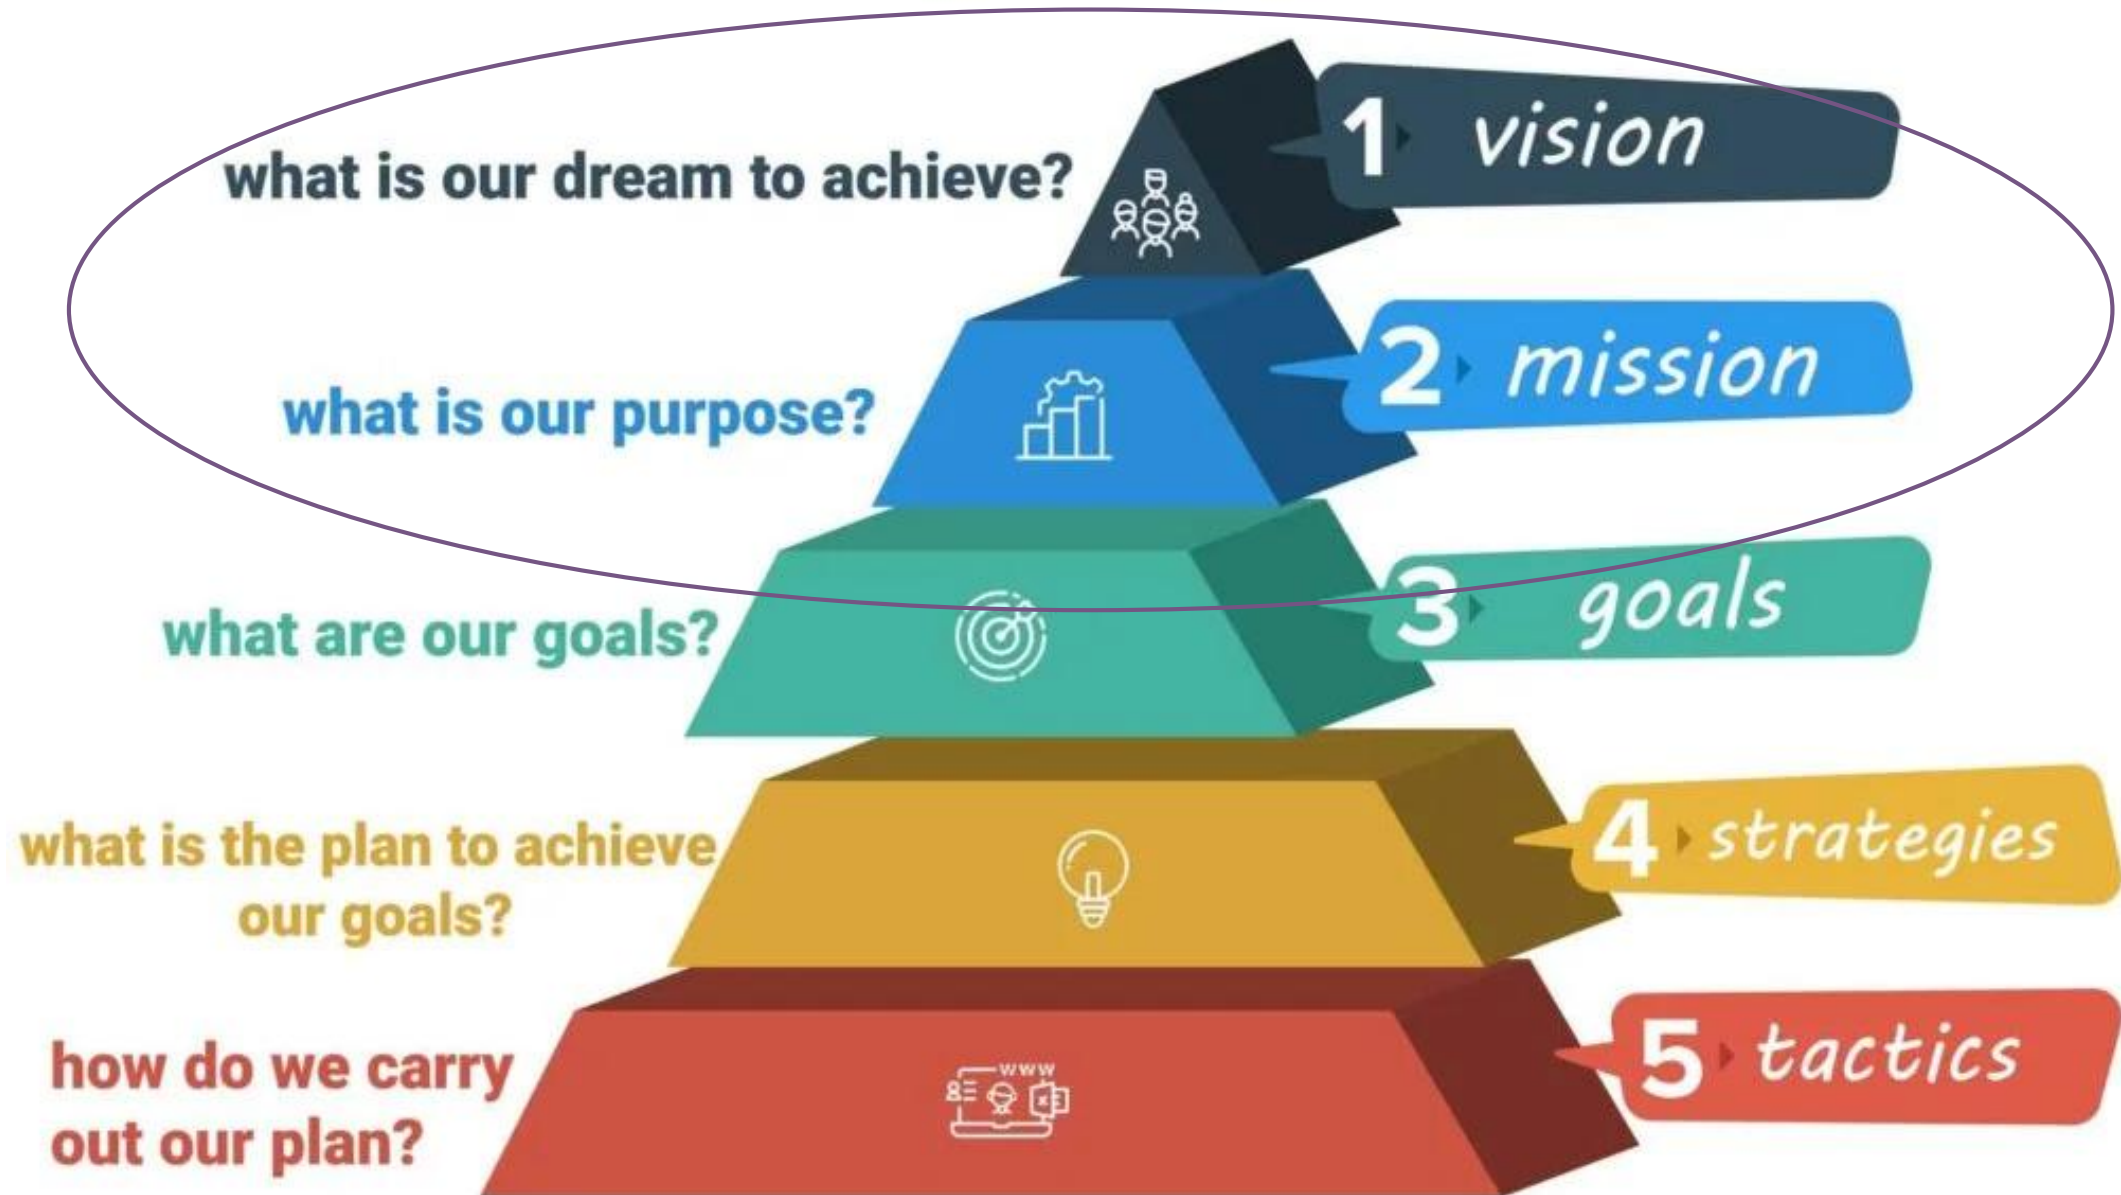 what is our dream to achieve?
1 vision
what is our purpose?
2 mission
what are our goals?
3 goals
what is the plan to achieve
our goals?
4 strategies
how do we carry
out our plan?
5 tactics
www
x